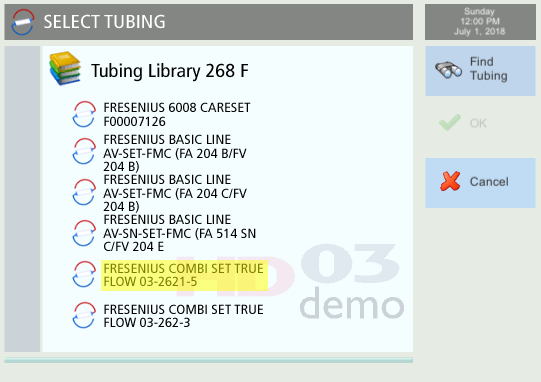 SELECT TUBING
Sunday
12:00 PM
July 1, 2018
Tubing Library 268 F
FRESENIUS 6008 CARESET
F00007126
FRESENIUS BASIC LINE
AV-SET-FMC (FA 204 B/FV
204 B)
FRESENIUS BASIC LINE
AV-SET-FMC (FA 204 C/FV
204 B)
FRESENIUS BASIC LINE
AV-SN-SET-FMC (FA 514 SN
C/FV 204 E
FRESENIUS COMBI SET TRUE
FLOW 03-2621-5
FRESENIUS COMBI SET TRUE
FLOW 03-262-3
HD03
demo
Find
Tubing
OK
Cancel